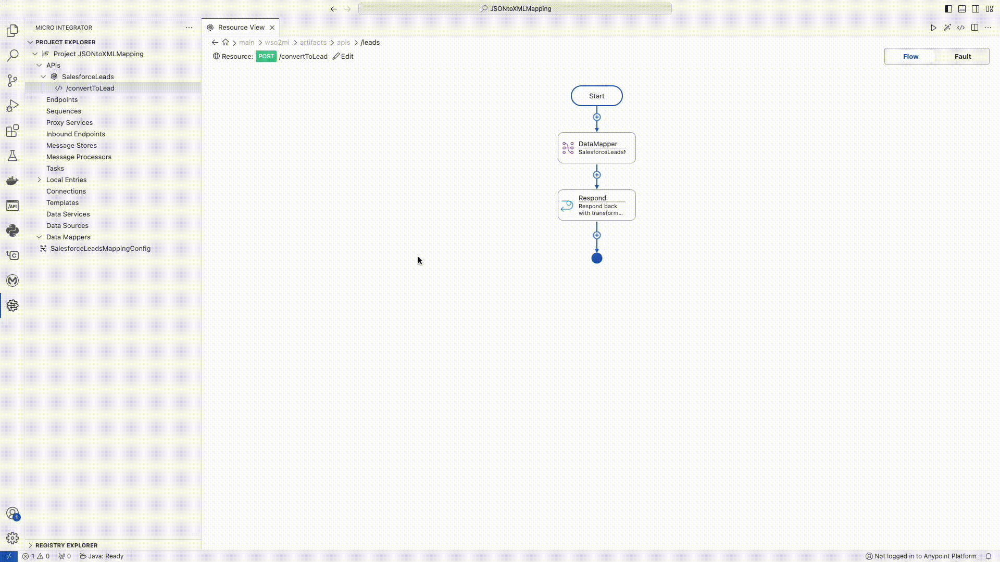 JSONtoXMLMapping
MICRO INTEGRATOR
PROJECT EXPLORER
Project JSONtoXMLMapping
APIs
SalesforceLeads
/convertToLead
Endpoints
Sequences
Proxy Services
Inbound Endpoints
Message Stores
Message Processors
Tasks
Local Entries
Connections
Templates
Data Services
Data Sources
Data Mappers
SalesforceLeadsMappingConfig
REGISTRY EXPLORER
/API
C
1
Resource View
main > wso2mi > artifacts > apis > /leads
Resource: POST /convertToLead Edit
Flow Fault
Start
DataMapper
SalesforceLeads
Respond
Respond back
with transform...
1 0 0 Java: Ready
Not logged in to Anypoint Platform